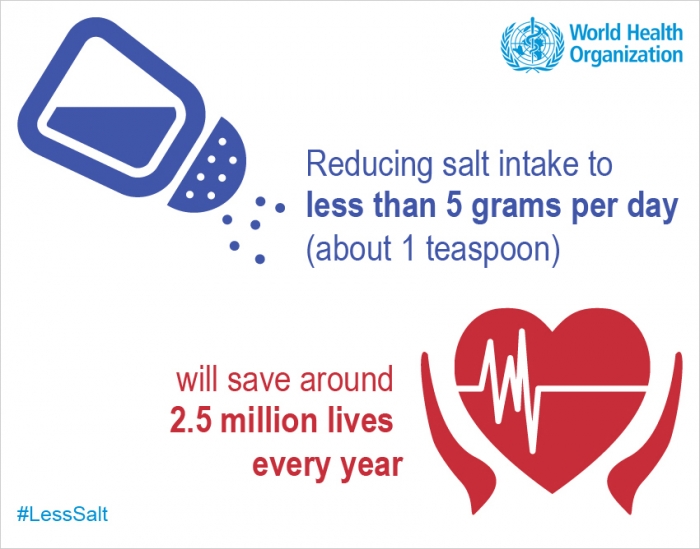 World Health
Organization
Reducing salt intake to
less than 5 grams per day
(about 1 teaspoon)
will save around
2.5 million lives
every year
#LessSalt